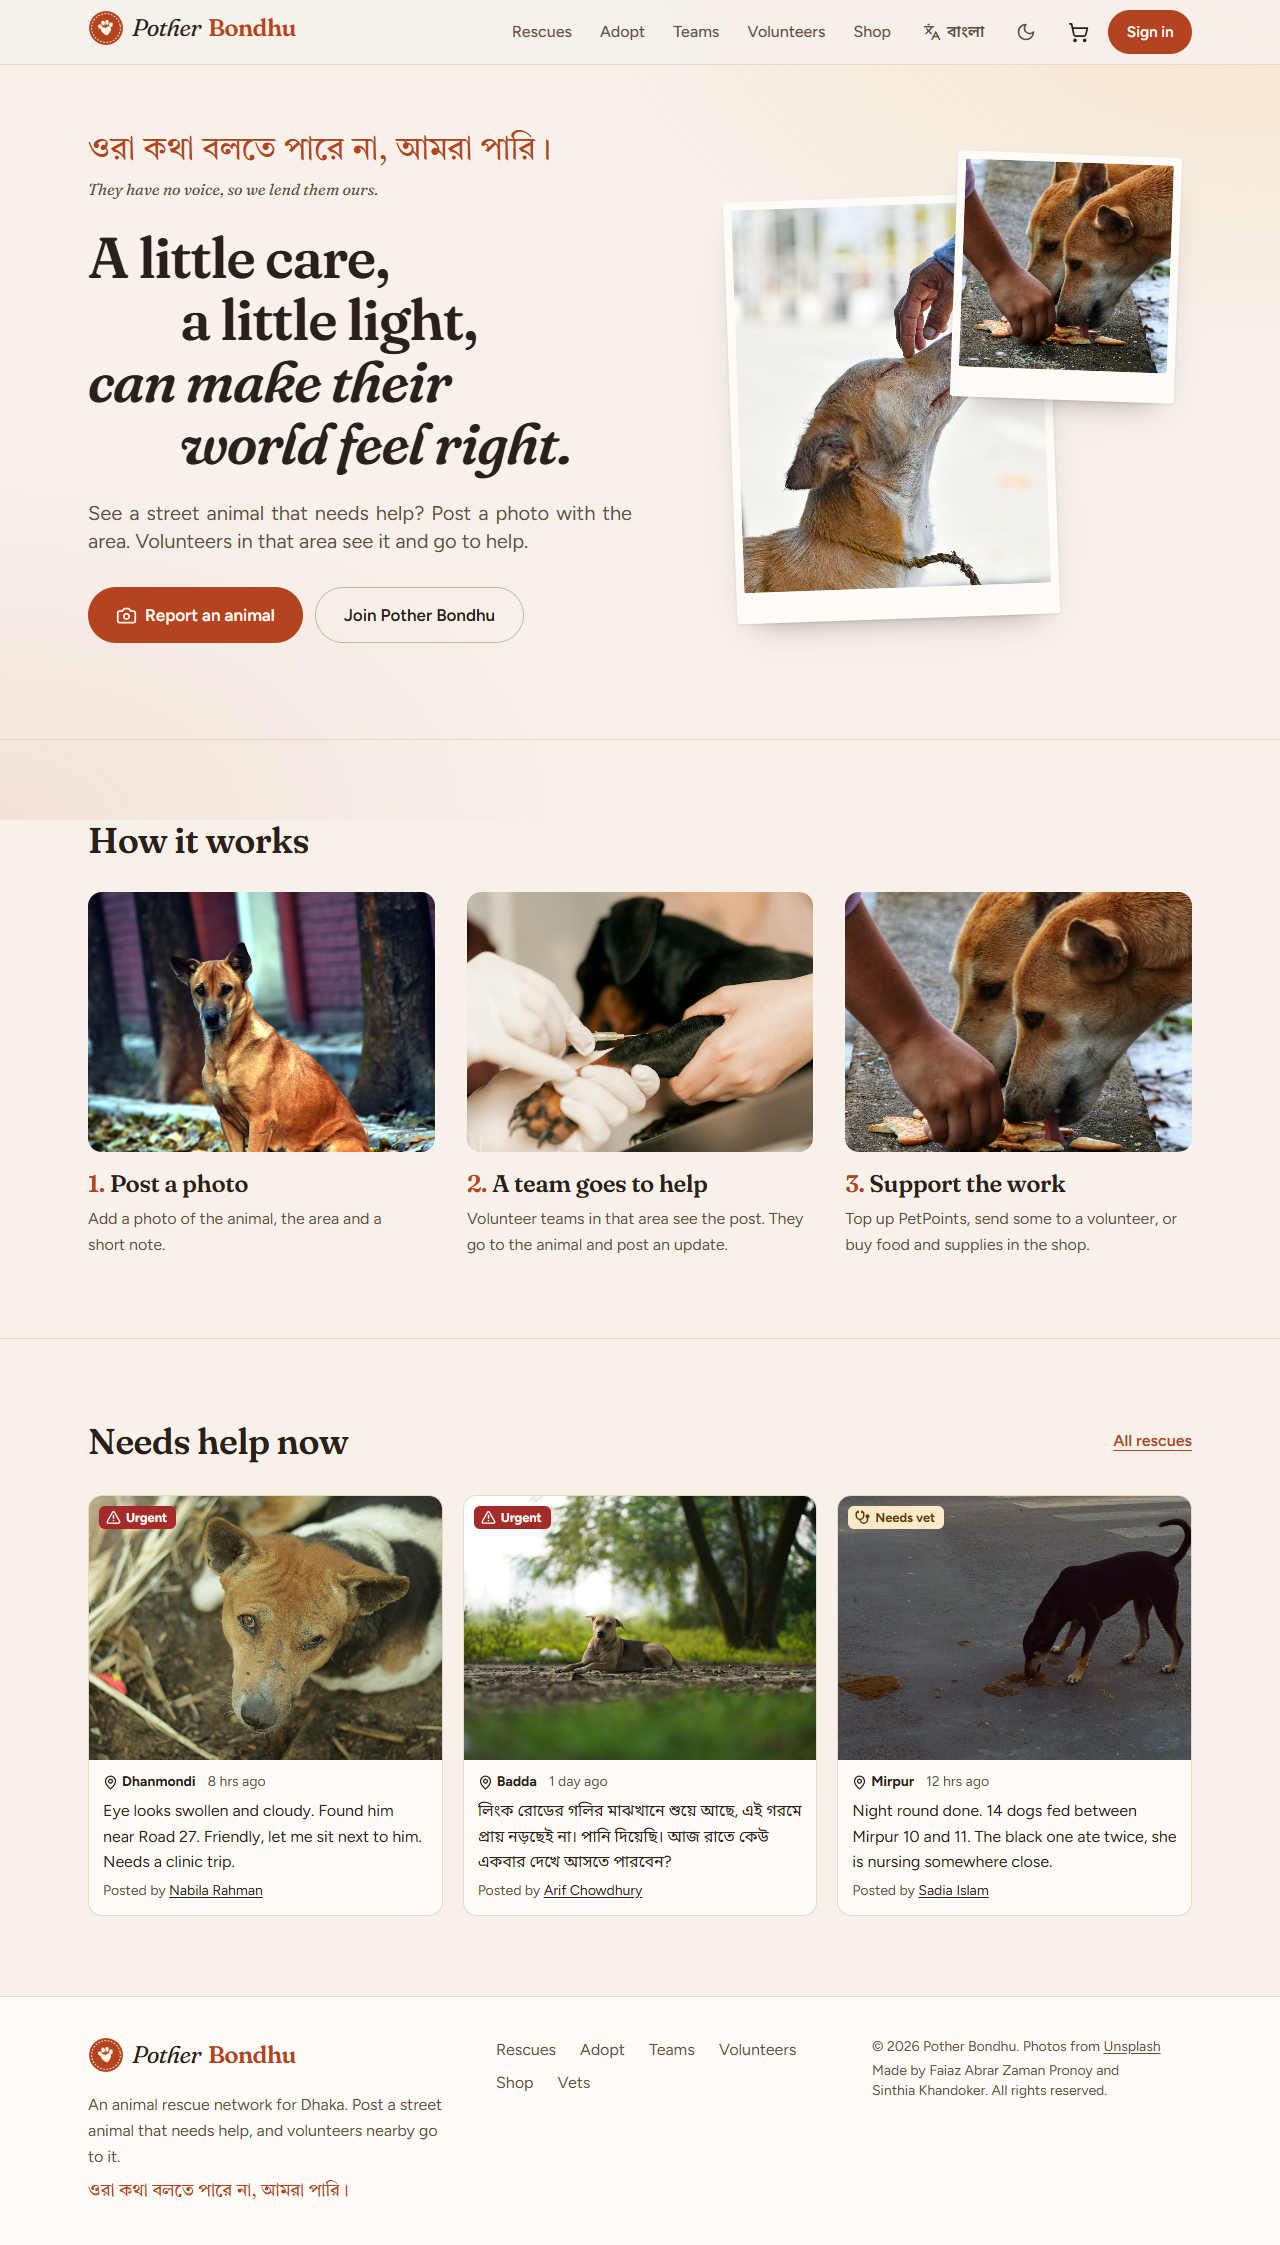 Pother Bondhu
Rescues Adopt Teams Volunteers Shop বাংলা Sign in
ওরা কথা বলতে পারে না, আমরা পারি।
They have no voice, so we lend them ours.
A little care,
a little light,
can make their
world feel right.
See a street animal that needs help? Post a photo with the
area. Volunteers in that area see it and go to help.
Report an animal Join Pother Bondhu
How it works
1. Post a photo
Add a photo of the animal, the area and a
short note.
2. A team goes to help
Volunteer teams in that area see the post. They
go to the animal and post an update.
3. Support the work
Top up PetPoints, send some to a volunteer, or
buy food and supplies in the shop.
Needs help now
All rescues
Urgent
Dhanmondi 8 hrs ago
Eye looks swollen and cloudy. Found him
near Road 27. Friendly, let me sit next to him.
Needs a clinic trip.
Posted by Nabila Rahman
Urgent
Badda 1 day ago
লিংক রোডের গলির মাঝখানে শুয়ে আছে, এই গরমে
প্রায় নড়ছেই না। পানি দিয়েছি। আজ রাতে কেউ
একবার দেখে আসতে পারবেন?
Posted by Arif Chowdhury
Needs vet
Mirpur 12 hrs ago
Night round done. 14 dogs fed between
Mirpur 10 and 11. The black one ate twice, she
is nursing somewhere close.
Posted by Sadia Islam
Pother Bondhu
An animal rescue network for Dhaka. Post a street
animal that needs help, and volunteers nearby go
to it.
ওরা কথা বলতে পারে না, আমরা পারি।
Rescues Adopt Teams Volunteers
Shop Vets
© 2026 Pother Bondhu. Photos from Unsplash
Made by Faiaz Abrar Zaman Pronoy and
Sinthia Khandoker. All rights reserved.